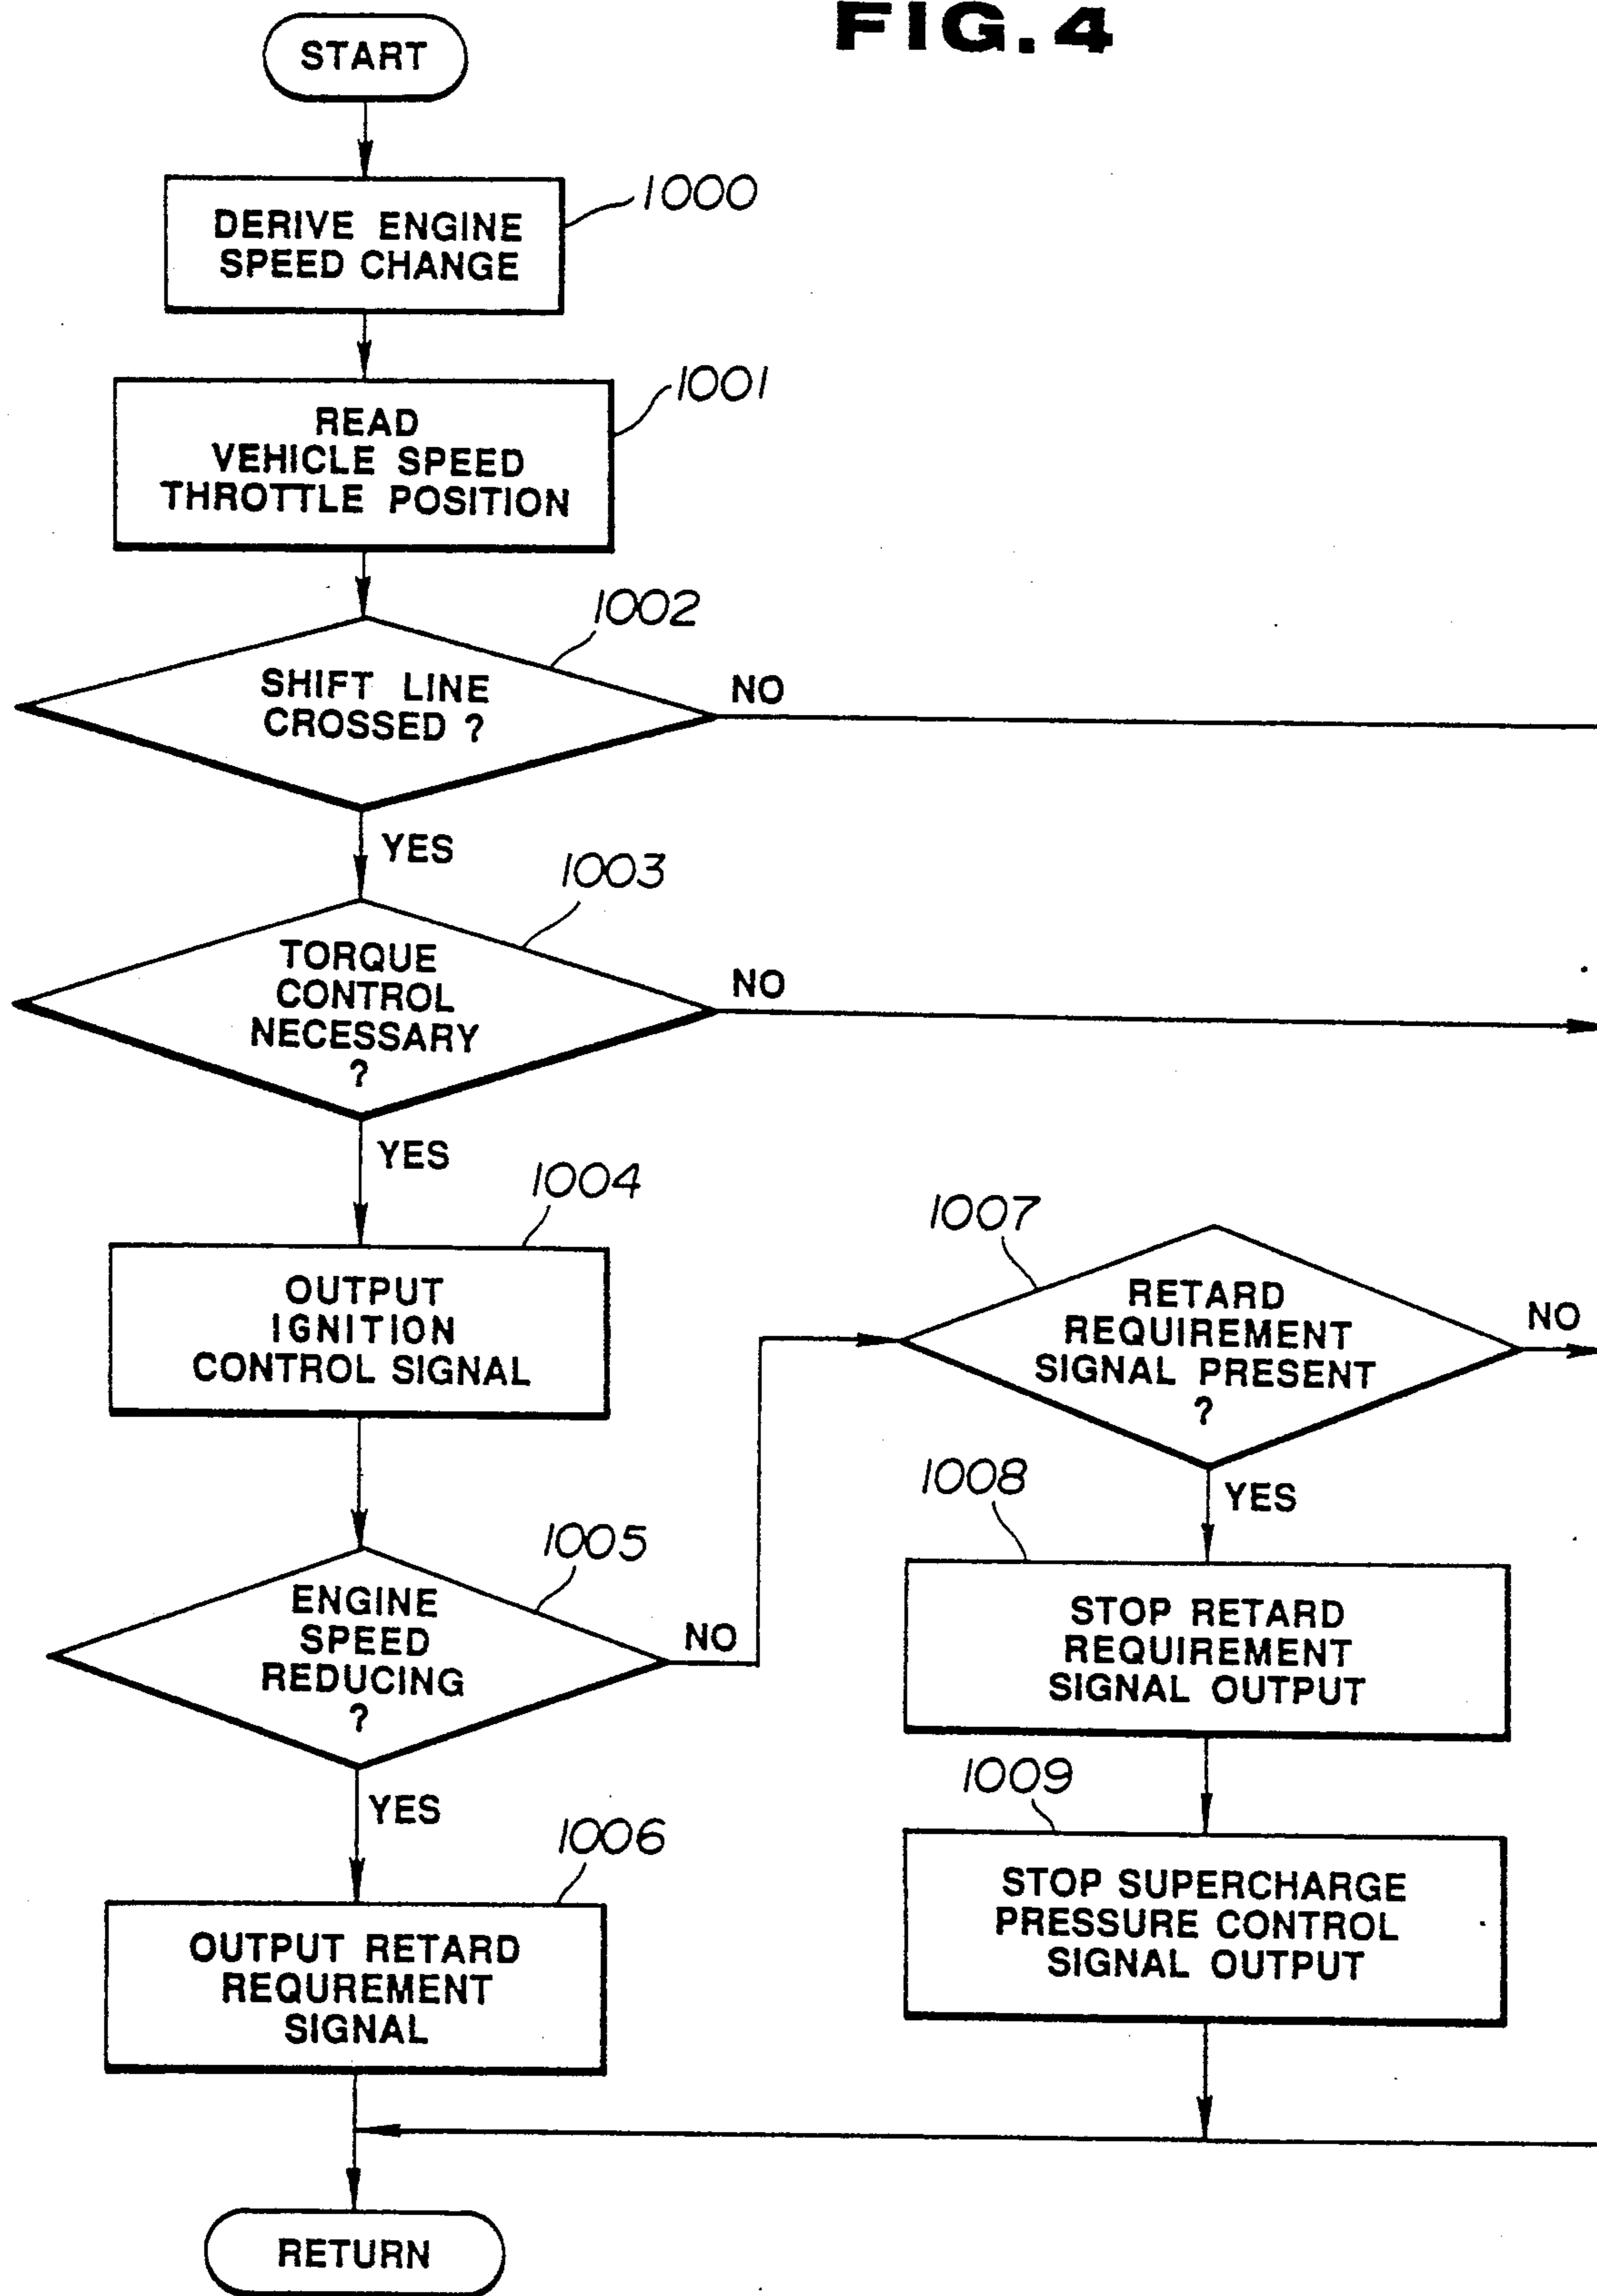 FIG.4
START
1000
DERIVE ENGINE
SPEED CHANGE
1001
READ
VEHICLE SPEED
THROTTLE POSITION
1002
SHIFT LINE
CROSSED ?
NO
YES
1003
TORQUE
CONTROL
NECESSARY
?
NO
YES
1004
OUTPUT
IGNITION
CONTROL SIGNAL
1005
ENGINE
SPEED
REDUCING
?
NO
YES
1006
OUTPUT RETARD
REQUREMENT
SIGNAL
1007
RETARD
REQUIREMENT
SIGNAL PRESENT
?
NO
YES
1008
STOP RETARD
REQUIREMENT
SIGNAL OUTPUT
1009
STOP SUPERCHARGE
PRESSURE CONTROL
SIGNAL OUTPUT
RETURN